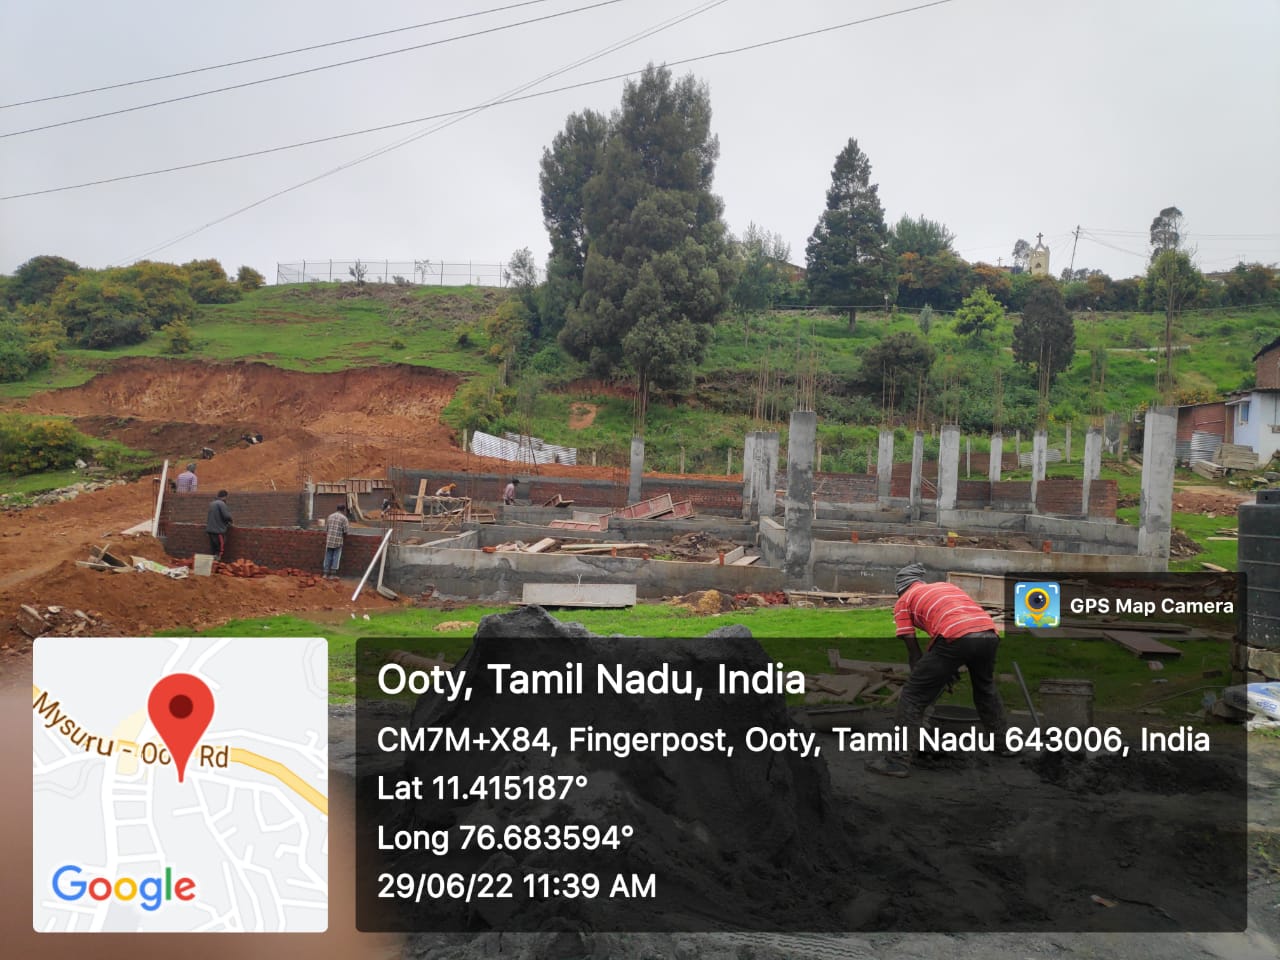 GPS Map Camera
Ooty, Tamil Nadu, India
CM7M+X84, Fingerpost, Ooty, Tamil Nadu 643006, India
Lat 11.415187°
Long 76.683594°
29/06/22 11:39 AM
Mysuru - Oo Rd
Google